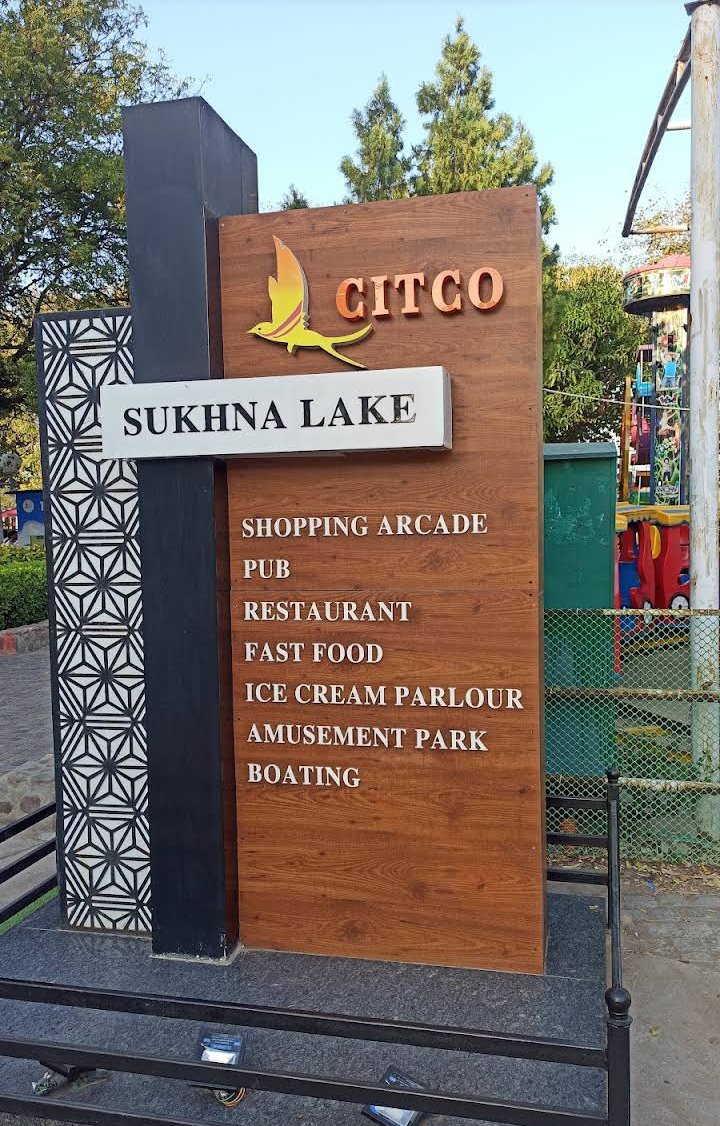 CITCO
SUKHNA LAKE
SHOPPING ARCADE
PUB
RESTAURANT
FAST FOOD
ICE CREAM PARLOUR
AMUSEMENT PARK
BOATING